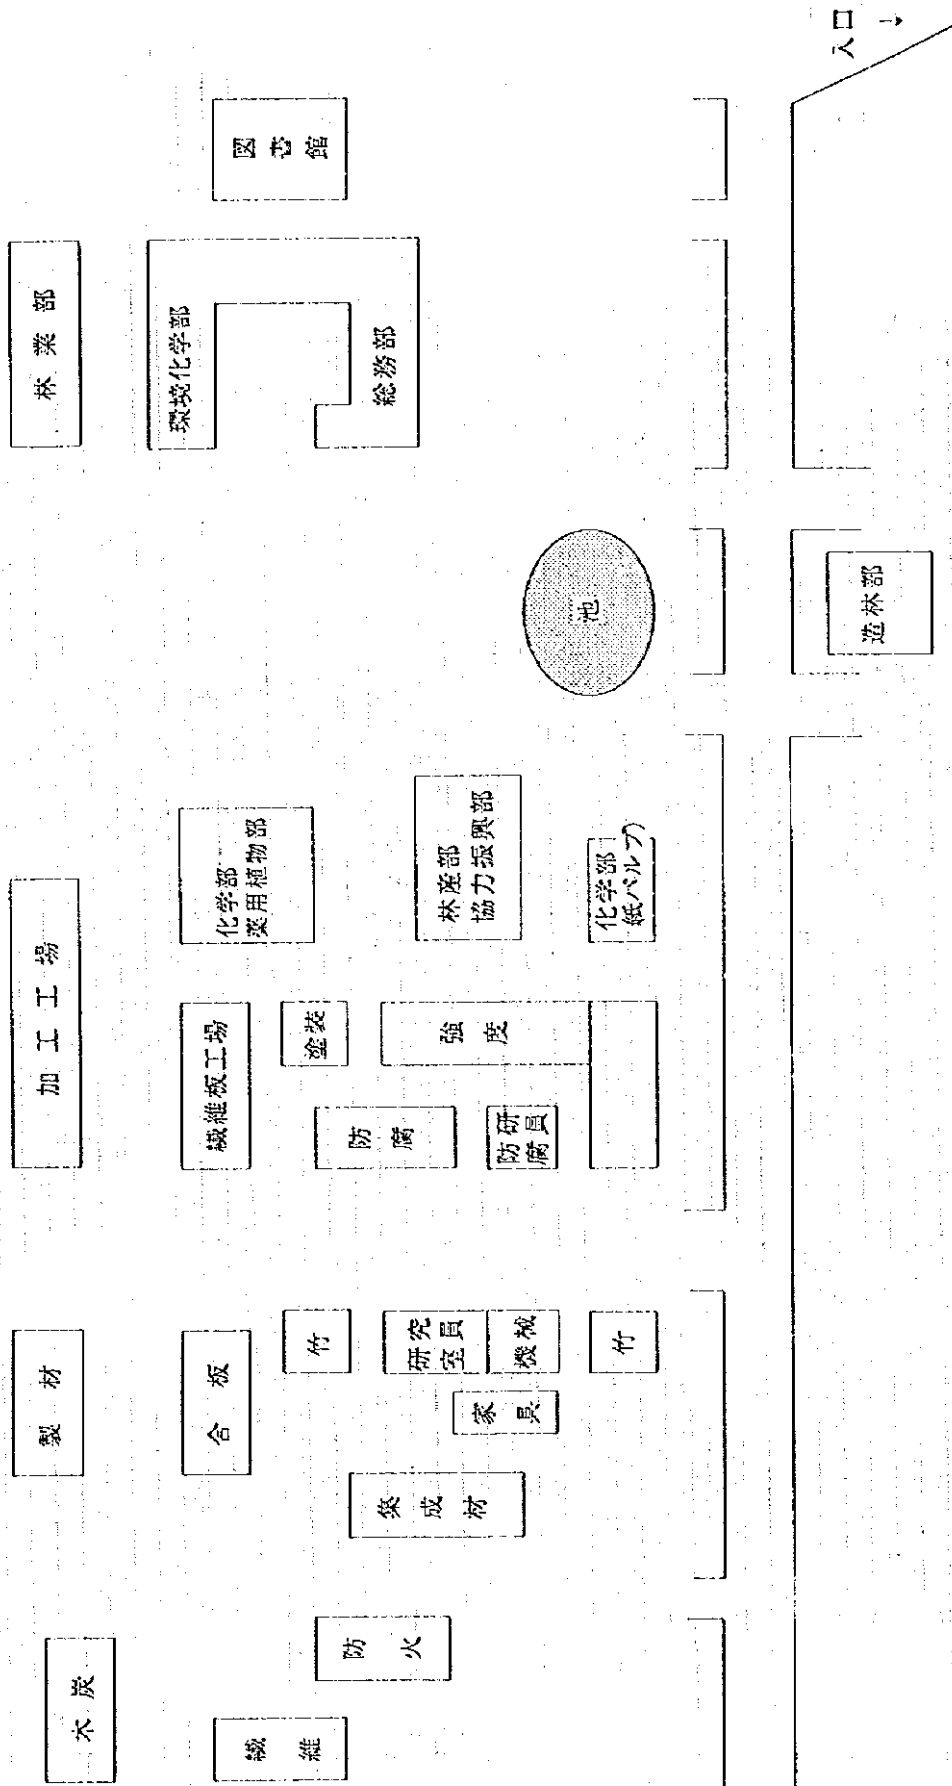 木炭
製材
加工工場
林業部
繊維
合板
繊維板工場
化学部
薬用植物部
環境化学部
図書館
防火
集成材
竹
防腐
塗装
総務部
研究
室員
機械
家具
防研
腐員
強度
林産部
協力振興部
竹
化学部
紙パルプ
池
造林部
入口
↓